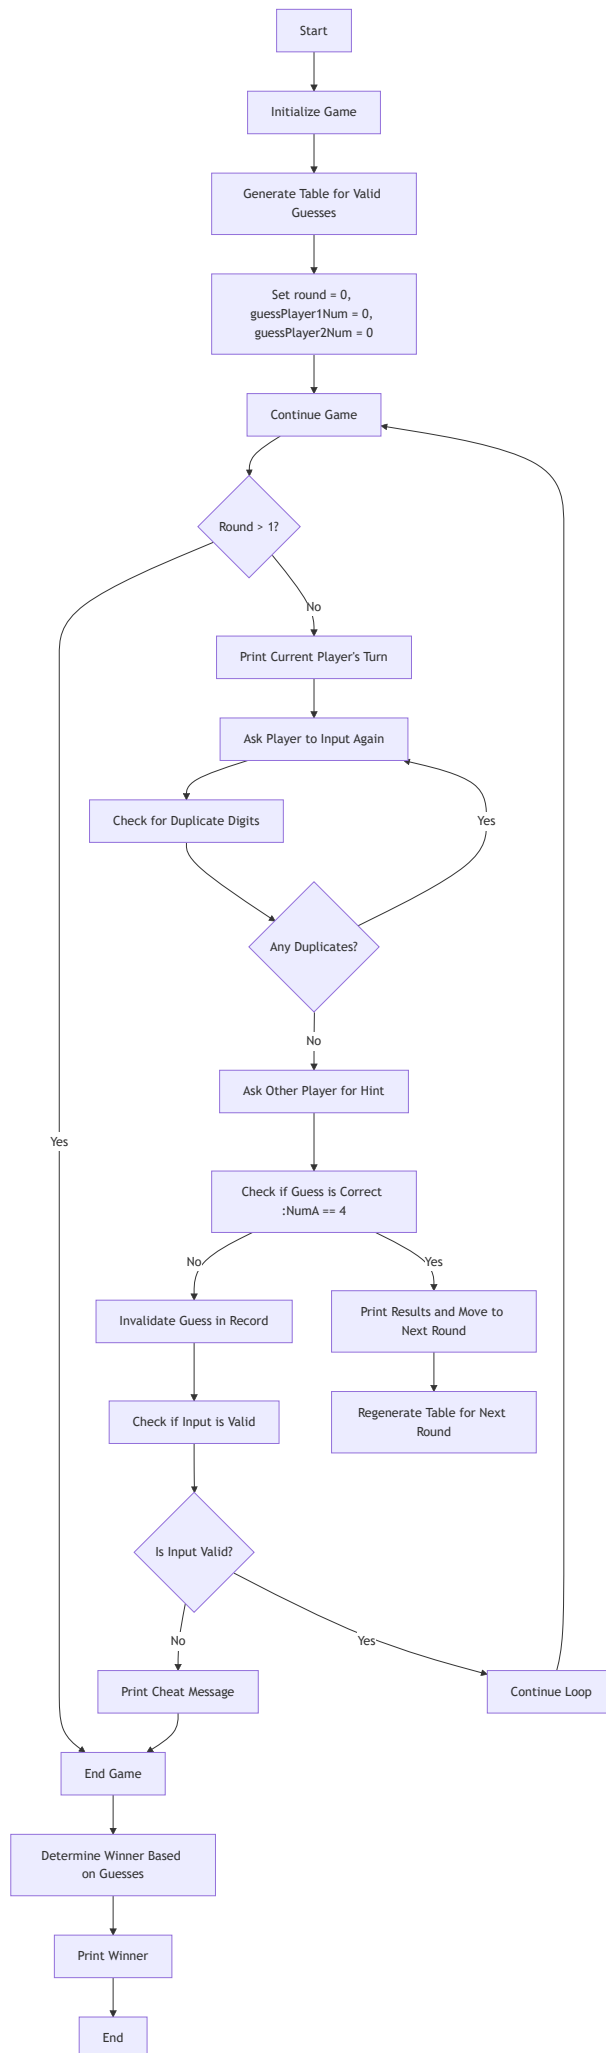 Start
Initialize Game
Generate Table for Valid
Guesses
Set round = 0,
guessPlayer1Num = 0,
guessPlayer2Num = 0
Continue Game
Round > 1?
No
Print Current Player's Turn
Ask Player to Input Again
Check for Duplicate Digits
Yes
Any Duplicates?
No
Ask Other Player for Hint
Yes
Check if Guess is Correct
:NumA == 4
No
Yes
Invalidate Guess in Record
Print Results and Move to
Next Round
Check if Input is Valid
Regenerate Table for Next
Round
Is Input Valid?
No
Yes
Print Cheat Message
Continue Loop
End Game
Determine Winner Based
on Guesses
Print Winner
End